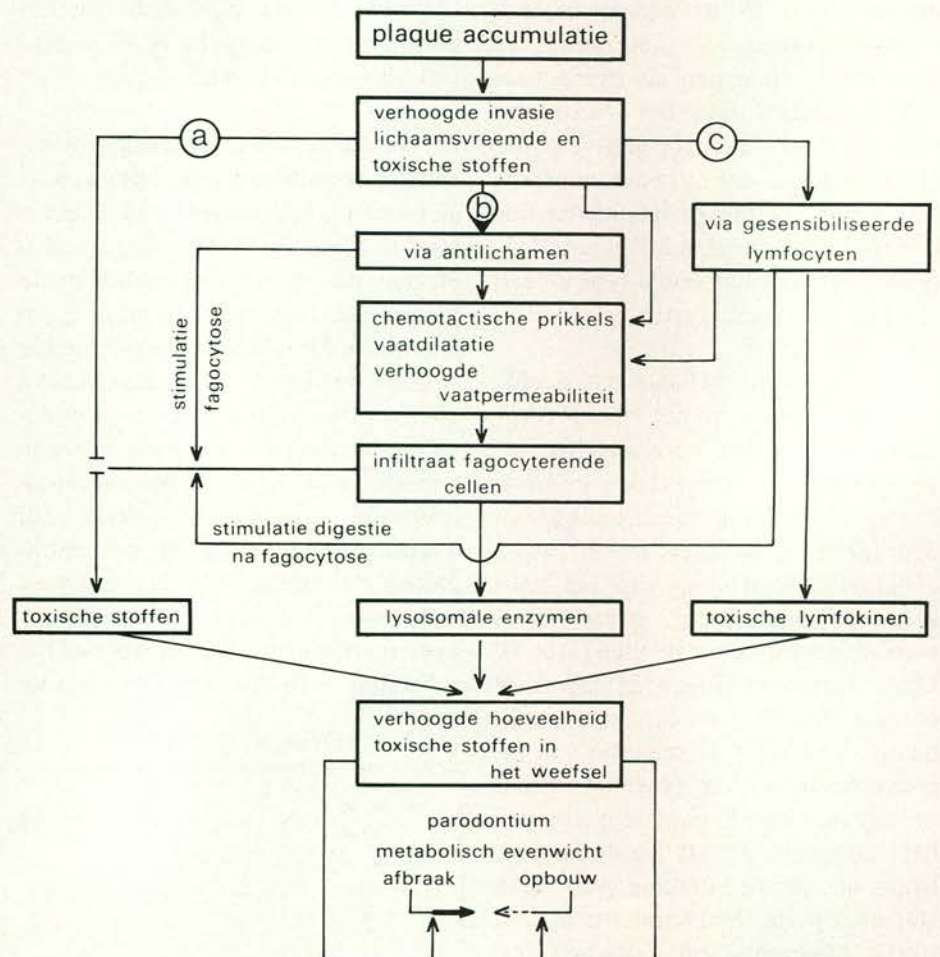 plaque accumulatie
verhoogde invasie
lichaamsvreemde en
toxische stoffen
a
c
b
via antilichamen
via gesensibiliseerde
lymfocyten
stimulatie
fagocytose
chemotactische prikkels
vaatdilatatie
verhoogde
vaatpermeabiliteit
infiltraat fagocyterende
cellen
stimulatie digestie
na fagocytose
toxische stoffen
lysosomale enzymen
toxische lymfokinen
verhoogde hoeveelheid
toxische stoffen in
het weefsel
parodontium
metabolisch evenwicht
afbraak opbouw